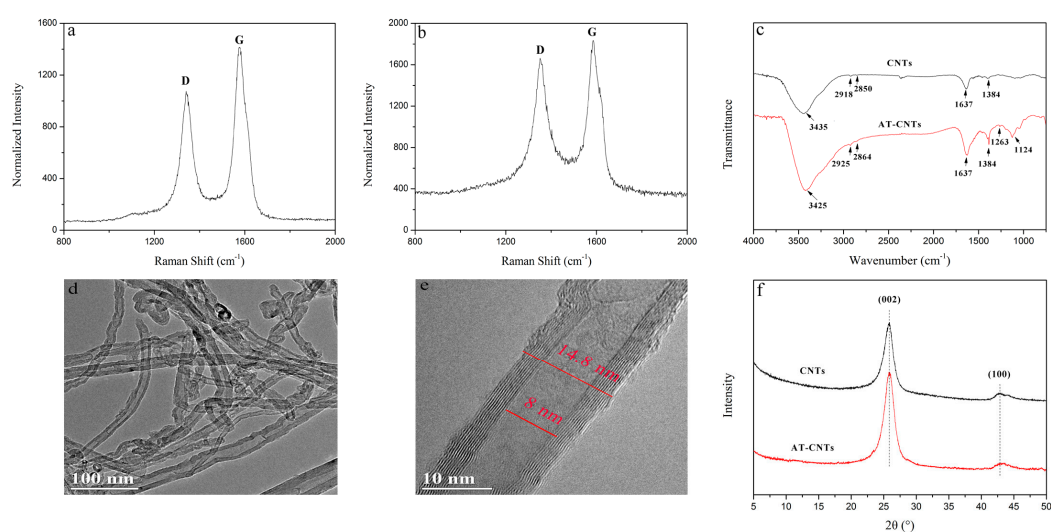 a
1600
1200
800
400
0
800
1200
1600
2000
D
G
Normalized Intensity
Raman Shift (cm⁻¹)
b
2000
1600
1200
800
400
0
800
1200
1600
2000
D
G
Normalized Intensity
Raman Shift (cm⁻¹)
c
CNTs
2918
2850
1637
1384
3435
AT-CNTs
1263
2925
2864
1124
1637
1384
3425
Transmittance
4000
3500
3000
2500
2000
1500
1000
Wavenumber (cm⁻¹)
d
100 nm
e
14.8 nm
8 nm
10 nm
f
(002)
(100)
CNTs
AT-CNTs
Intensity
5
10
15
20
25
30
35
40
45
50
2θ (°)